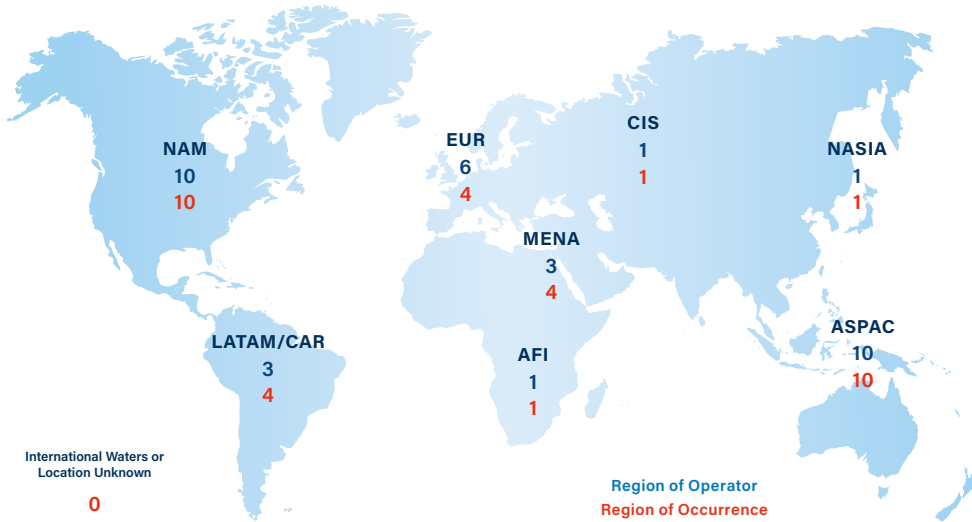 NAM
10
10
EUR
6
4
CIS
1
1
NASIA
1
1
MENA
3
4
LATAM/CAR
3
4
AFI
1
1
ASPAC
10
10
International Waters or
Location Unknown
0
Region of Operator
Region of Occurrence